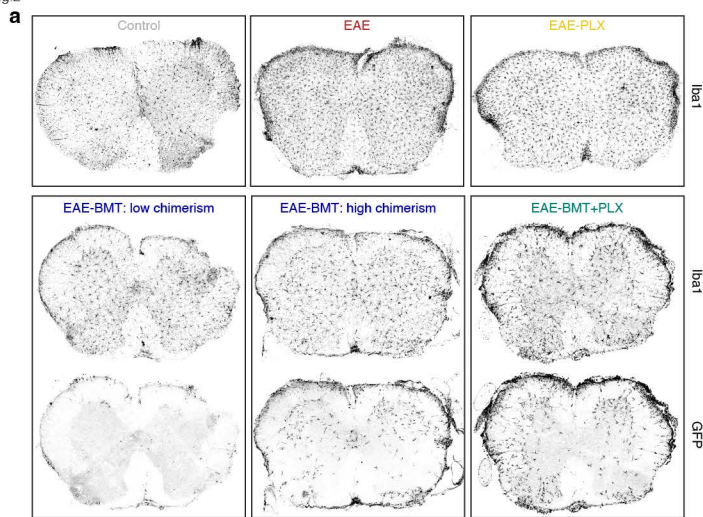 a
Control
EAE
EAE-PLX
Iba1
EAE-BMT: low chimerism
EAE-BMT: high chimerism
EAE-BMT+PLX
Iba1
GFP